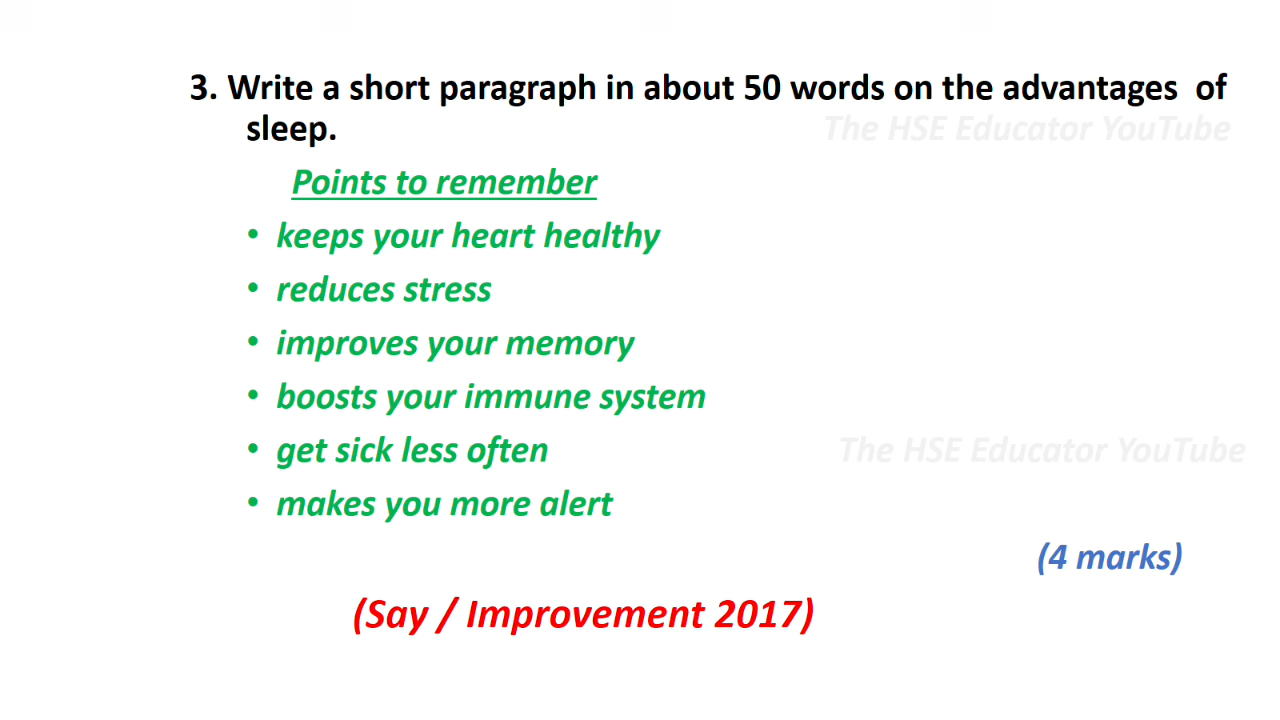 3. Write a short paragraph in about 50 words on the advantages of
sleep.
The HSE Educator YouTube
Points to remember
• keeps your heart healthy
• reduces stress
• improves your memory
• boosts your immune system
• get sick less often
The HSE Educator YouTube
• makes you more alert
(4 marks)
(Say / Improvement 2017)